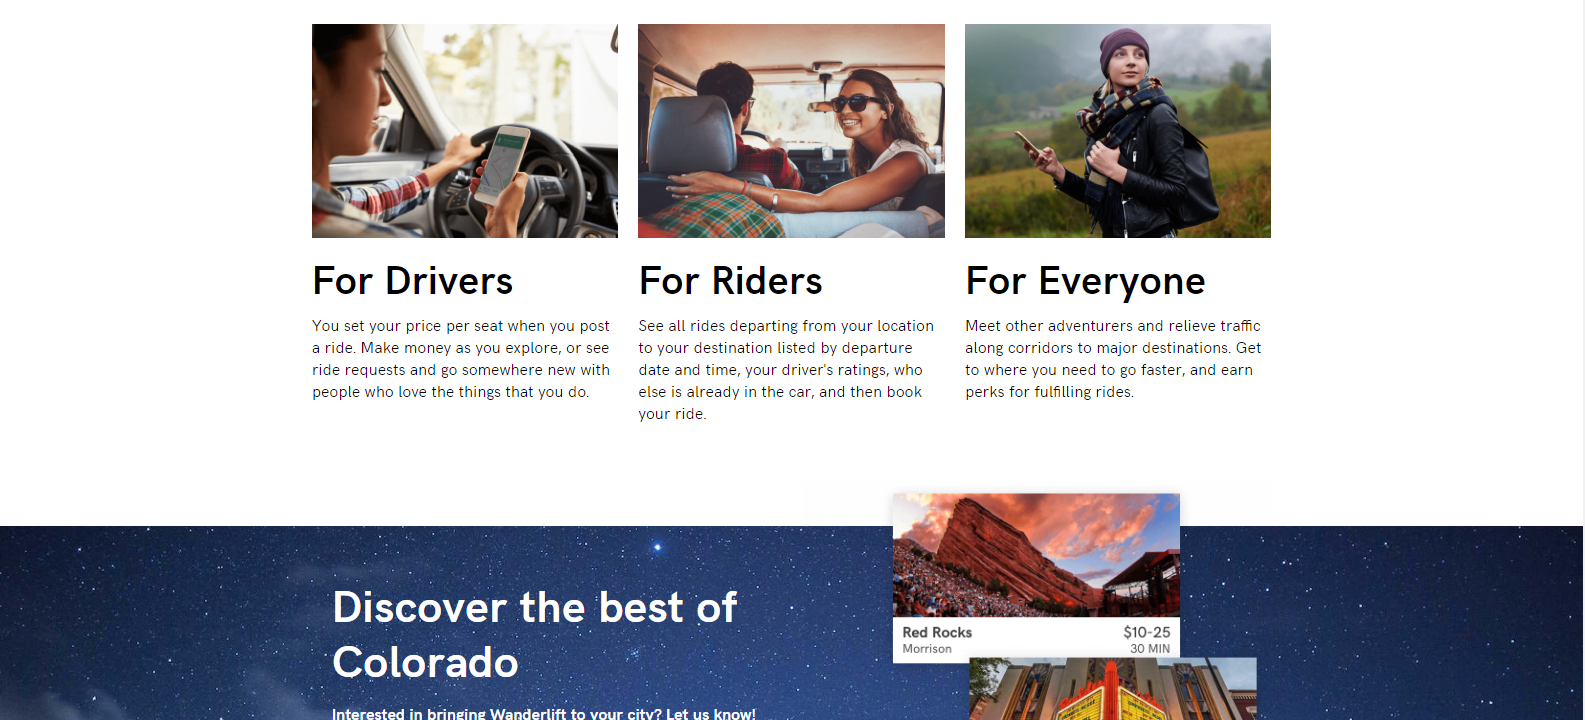 For Drivers
You set your price per seat when you post
a ride. Make money as you explore, or see
ride requests and go somewhere new with
people who love the things that you do.
For Riders
See all rides departing from your location
to your destination listed by departure
date and time, your driver's ratings, who
else is already in the car, and then book
your ride.
For Everyone
Meet other adventurers and relieve traffic
along corridors to major destinations. Get
to where you need to go faster, and earn
perks for fulfilling rides.
Discover the best of
Colorado
Interested in bringing Wanderlift to your city? Let us know!
Red Rocks $10-25
Morrison 30 MIN